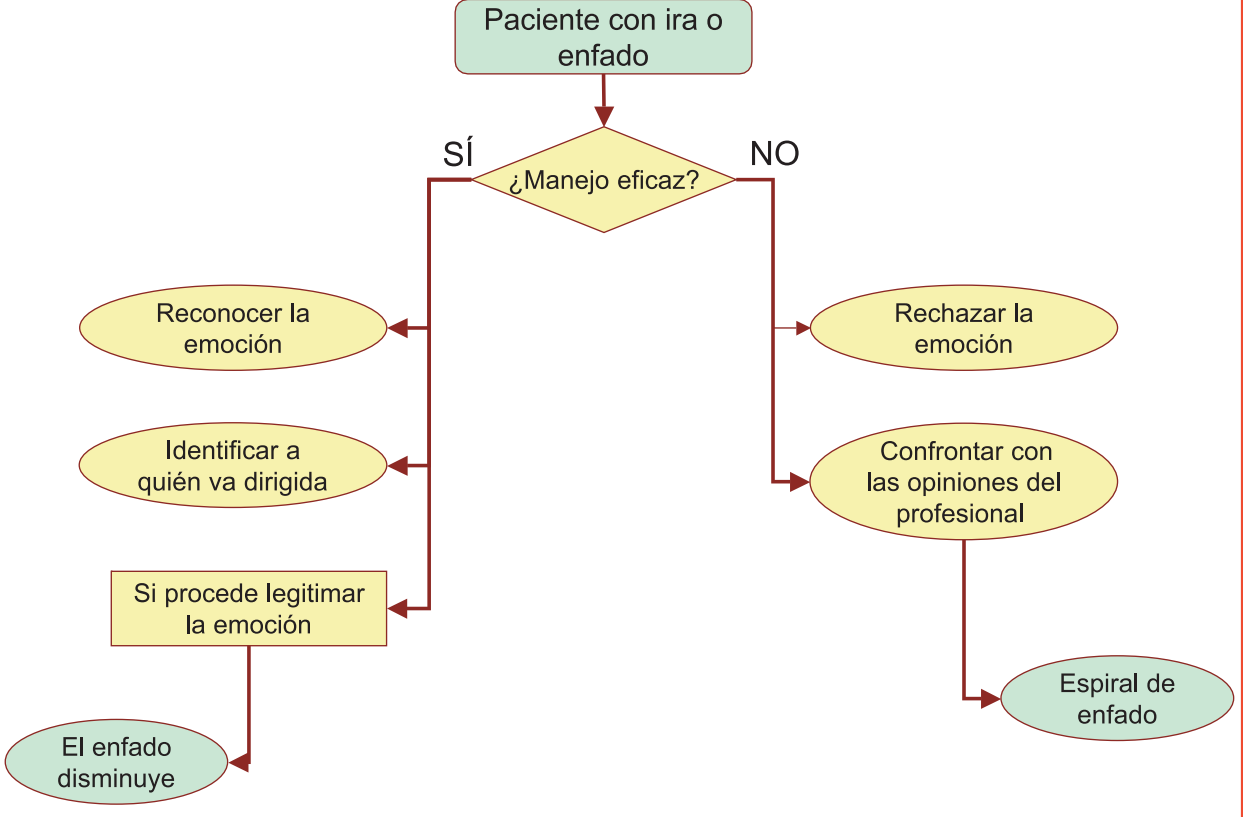 Paciente con ira o
enfado
SÍ
NO
¿Manejo eficaz?
Reconocer la
emoción
Rechazar la
emoción
Identificar a
quién va dirigida
Confrontar con
las opiniones del
profesional
Si procede legitimar
la emoción
Espiral de
enfado
El enfado
disminuye